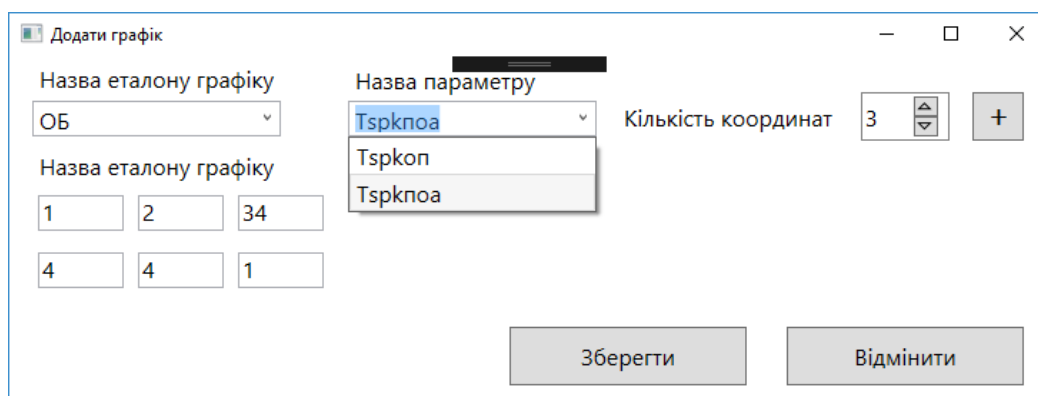 Додати графік
Назва еталону графіку
Назва параметру
ОБ
Tspkпоа
Кількість координат
3
+
Tspkоп
Tspkпоа
Назва еталону графіку
1 2 34
4 4 1
Зберегти
Відмінити